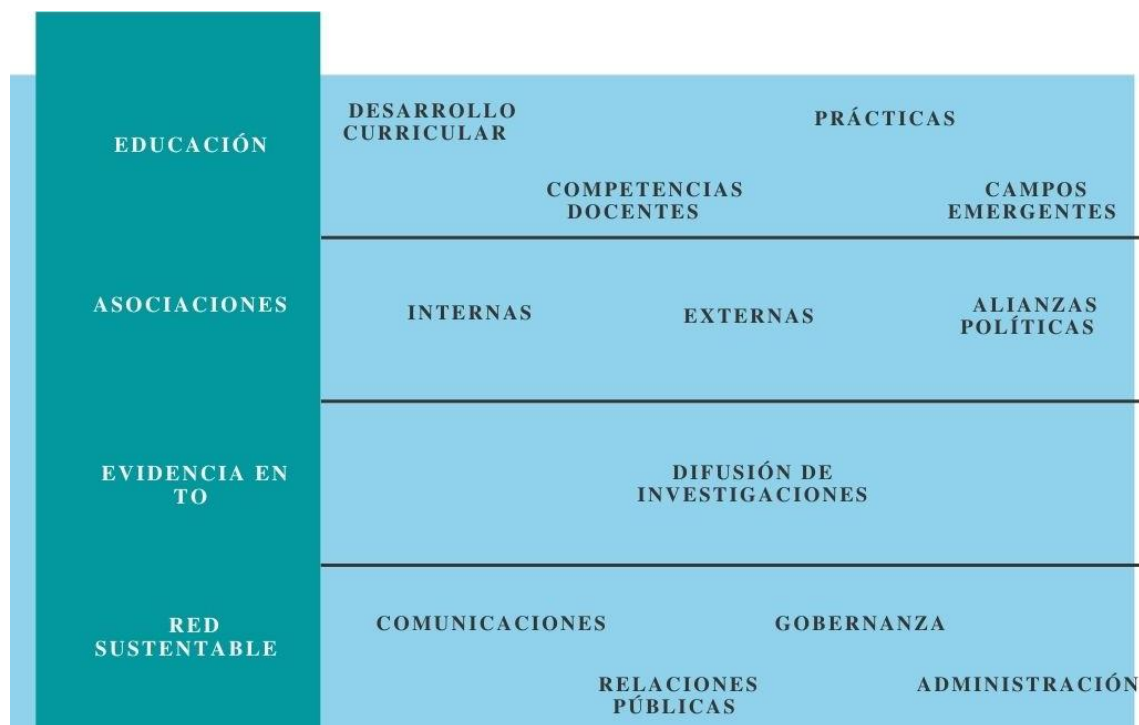 EDUCACIÓN
DESARROLLO
CURRICULAR
PRÁCTICAS
COMPETENCIAS
DOCENTES
CAMPOS
EMERGENTES
ASOCIACIONES
INTERNAS
EXTERNAS
ALIANZAS
POLÍTICAS
EVIDENCIA EN
TO
DIFUSIÓN DE
INVESTIGACIONES
RED
SUSTENTABLE
COMUNICACIONES
GOBERNANZA
RELACIONES
PÚBLICAS
ADMINISTRACIÓN